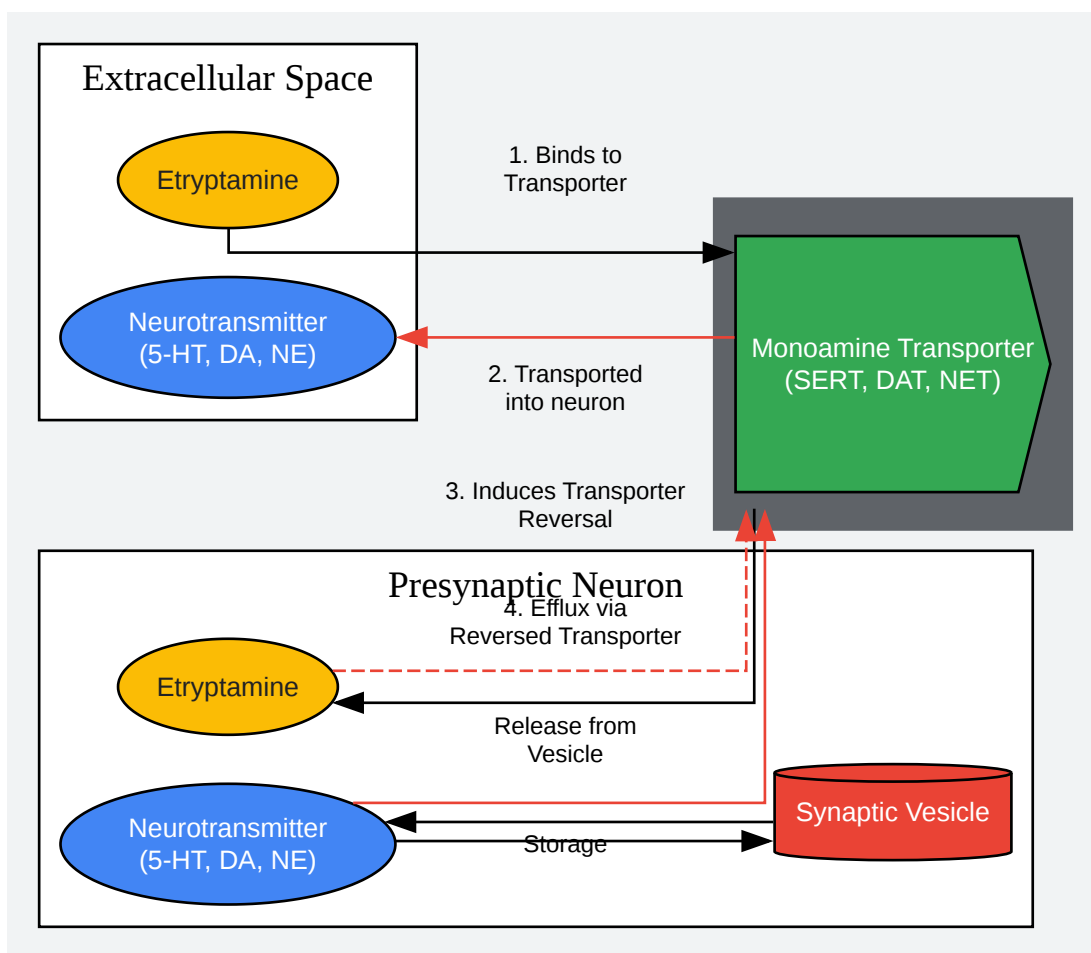 Extracellular Space
Etryptamine
1. Binds to
Transporter
Neurotransmitter
(5-HT, DA, NE)
Monoamine Transporter
(SERT, DAT, NET)
2. Transported
into neuron
3. Induces Transporter
Reversal
Presynaptic Neuron
4. Efflux via
Reversed Transporter
Etryptamine
Release from
Vesicle
Neurotransmitter
(5-HT, DA, NE)
Synaptic Vesicle
Storage